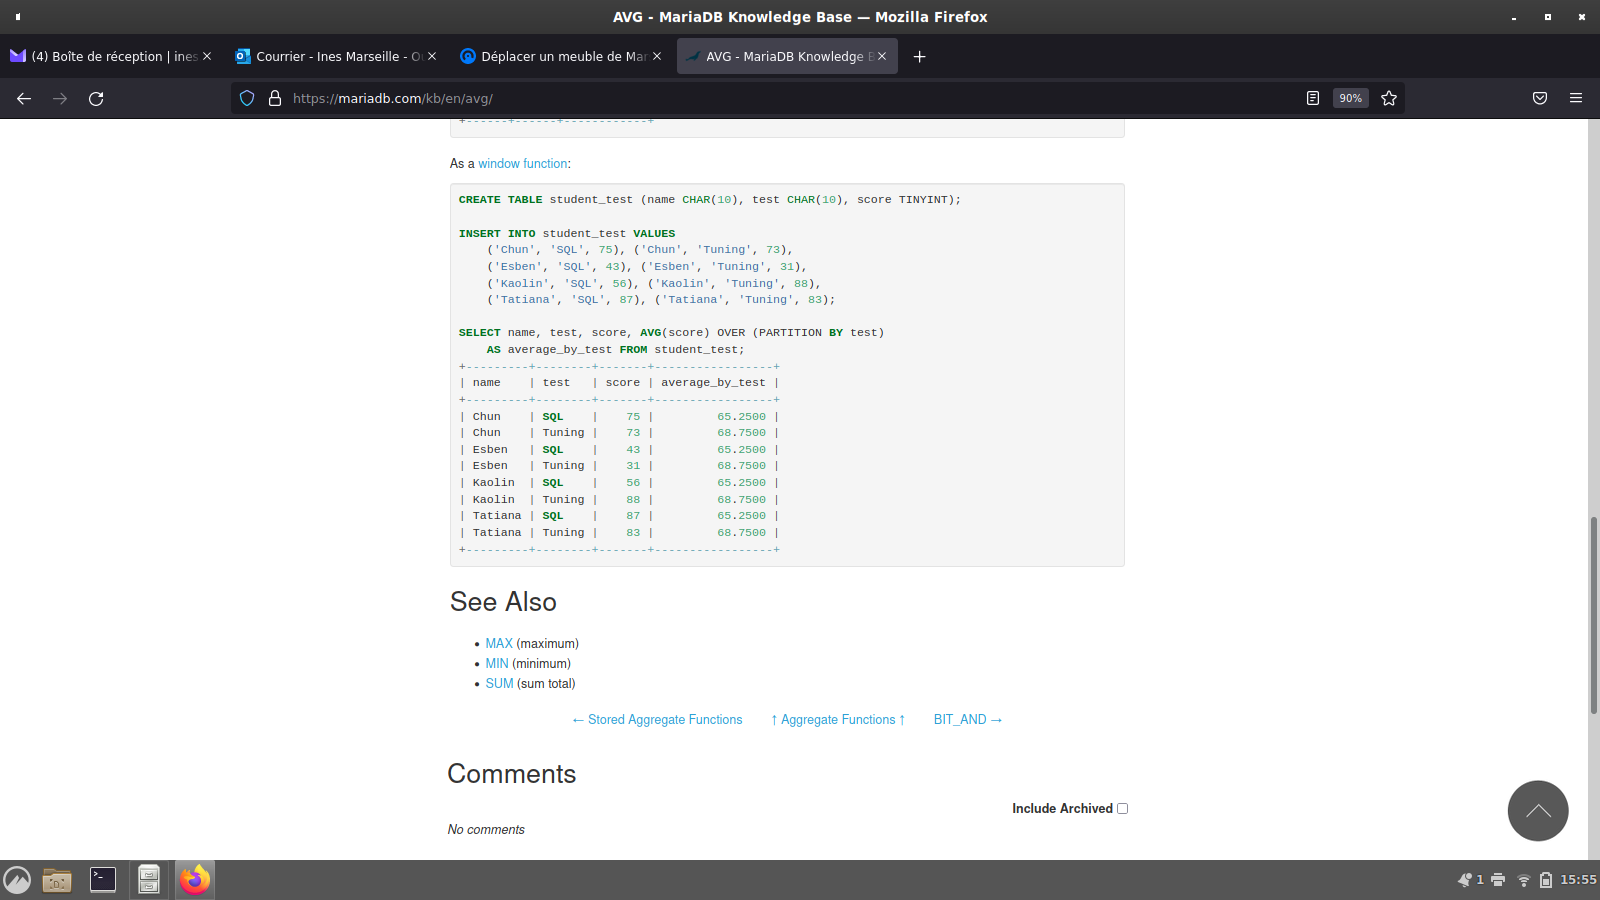 AVG - MariaDB Knowledge Base — Mozilla Firefox
(4) Boîte de réception | ines
Courrier - Ines Marseille - O
Déplacer un meuble de Mar
AVG - MariaDB Knowledge B
https://mariadb.com/kb/en/avg/
90%
+------+------+------------+
As a window function:
CREATE TABLE student_test (name CHAR(10), test CHAR(10), score TINYINT);
INSERT INTO student_test VALUES
    ('Chun', 'SQL', 75), ('Chun', 'Tuning', 73),
    ('Esben', 'SQL', 43), ('Esben', 'Tuning', 31),
    ('Kaolin', 'SQL', 56), ('Kaolin', 'Tuning', 88),
    ('Tatiana', 'SQL', 87), ('Tatiana', 'Tuning', 83);
SELECT name, test, score, AVG(score) OVER (PARTITION BY test)
    AS average_by_test FROM student_test;
+---------+--------+-------+-----------------+
| name    | test   | score | average_by_test |
+---------+--------+-------+-----------------+
| Chun    | SQL    |    75 |         65.2500 |
| Chun    | Tuning |    73 |         68.7500 |
| Esben   | SQL    |    43 |         65.2500 |
| Esben   | Tuning |    31 |         68.7500 |
| Kaolin  | SQL    |    56 |         65.2500 |
| Kaolin  | Tuning |    88 |         68.7500 |
| Tatiana | SQL    |    87 |         65.2500 |
| Tatiana | Tuning |    83 |         68.7500 |
+---------+--------+-------+-----------------+
See Also
• MAX (maximum)
• MIN (minimum)
• SUM (sum total)
← Stored Aggregate Functions ↑ Aggregate Functions ↑ BIT_AND →
Comments
Include Archived
No comments
1
15:55